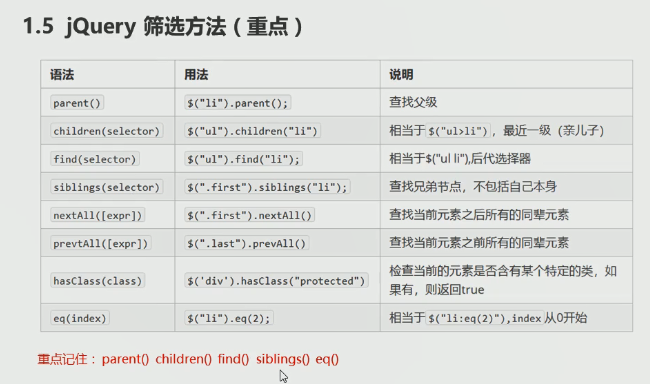 1.5 jQuery 筛选方法（重点）
语法 用法 说明
parent() $("li").parent(); 查找父级
children(selector) $("ul").children("li") 相当于$("ul>li")，最近一级（亲儿子）
find(selector) $("ul").find("li"); 相当于$("ul li"),后代选择器
siblings(selector) $(".first").siblings("li"); 查找兄弟节点，不包括自己本身
nextAll([expr]) $(".first").nextAll() 查找当前元素之后所有的同辈元素
prevtAll([expr]) $(".last").prevAll() 查找当前元素之前所有的同辈元素
hasClass(class) $('div').hasClass("protected") 检查当前的元素是否含有某个特定的类，如
果有，则返回true
eq(index) $("li").eq(2); 相当于$("li:eq(2)"),index从0开始
重点记住：parent() children() find() siblings() eq()